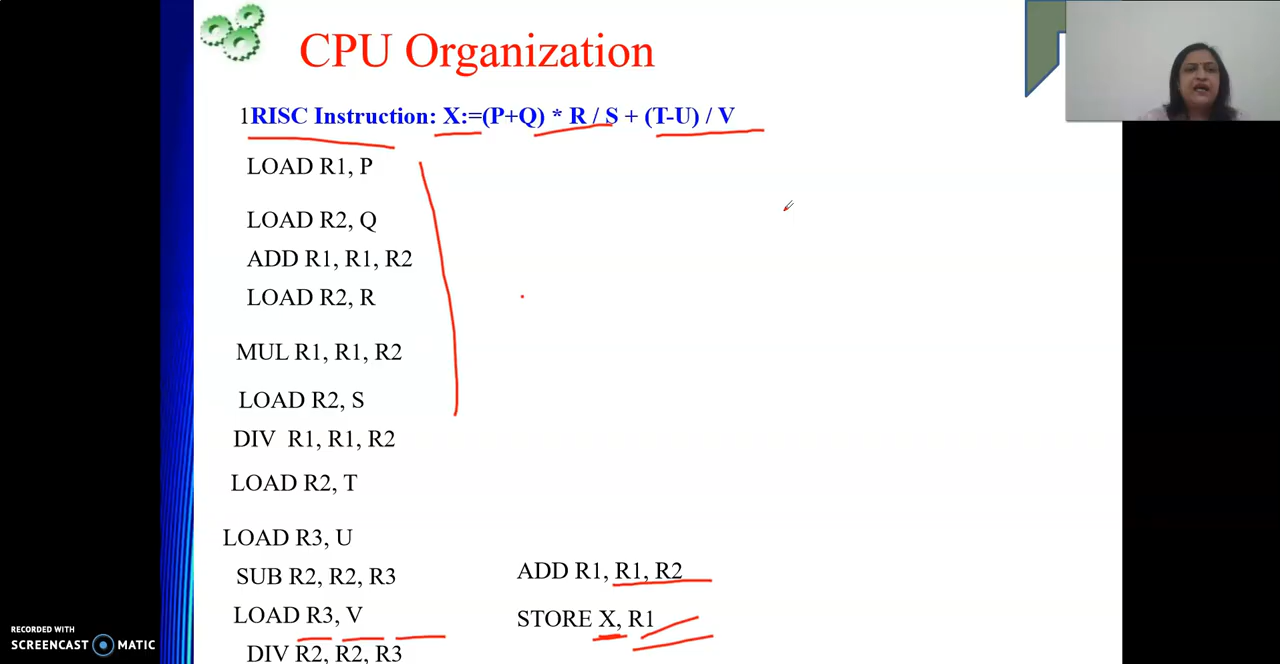 CPU Organization
1RISC Instruction: X:=(P+Q) * R / S + (T-U) / V
LOAD R1, P
LOAD R2, Q
ADD R1, R1, R2
LOAD R2, R
MUL R1, R1, R2
LOAD R2, S
DIV R1, R1, R2
LOAD R2, T
LOAD R3, U
SUB R2, R2, R3
LOAD R3, V
DIV R2, R2, R3
ADD R1, R1, R2
STORE X, R1
RECORDED WITH
SCREENCAST MATIC